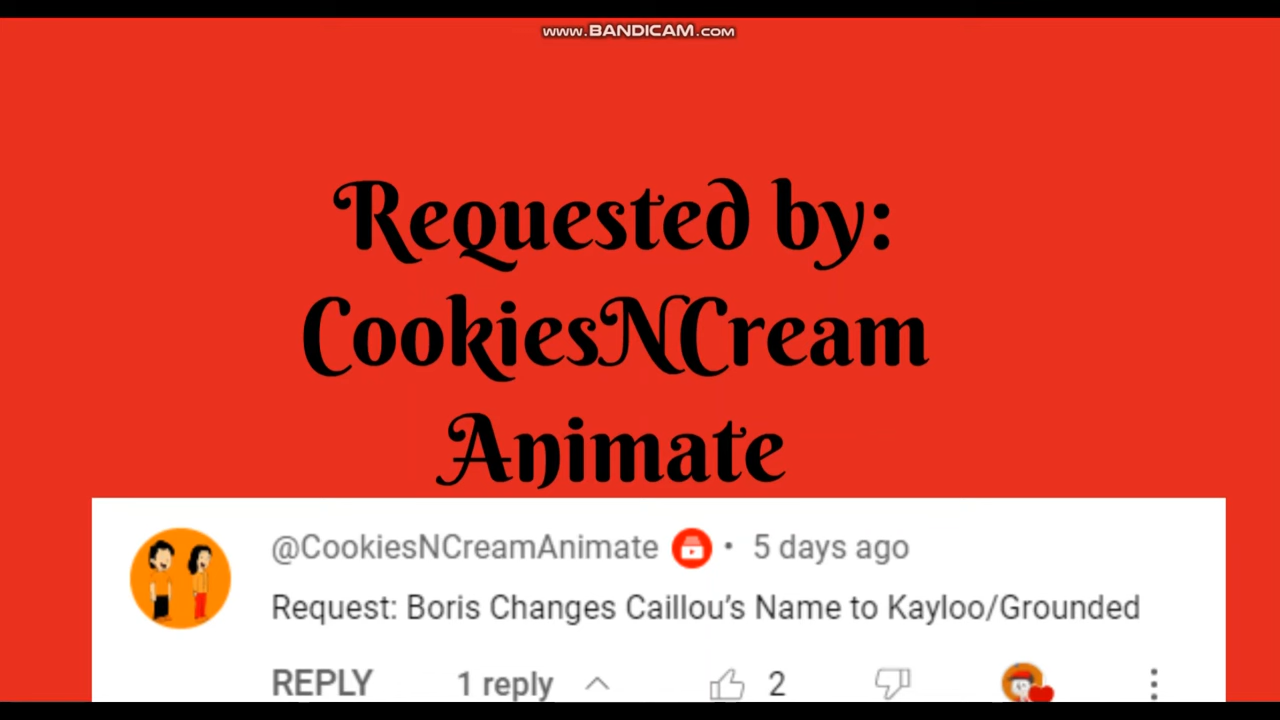 www.BANDICAM.com
Requested by:
CookiesNCream
Animate
@CookiesNCreamAnimate • 5 days ago
Request: Boris Changes Caillou’s Name to Kayloo/Grounded
REPLY 1 reply 2